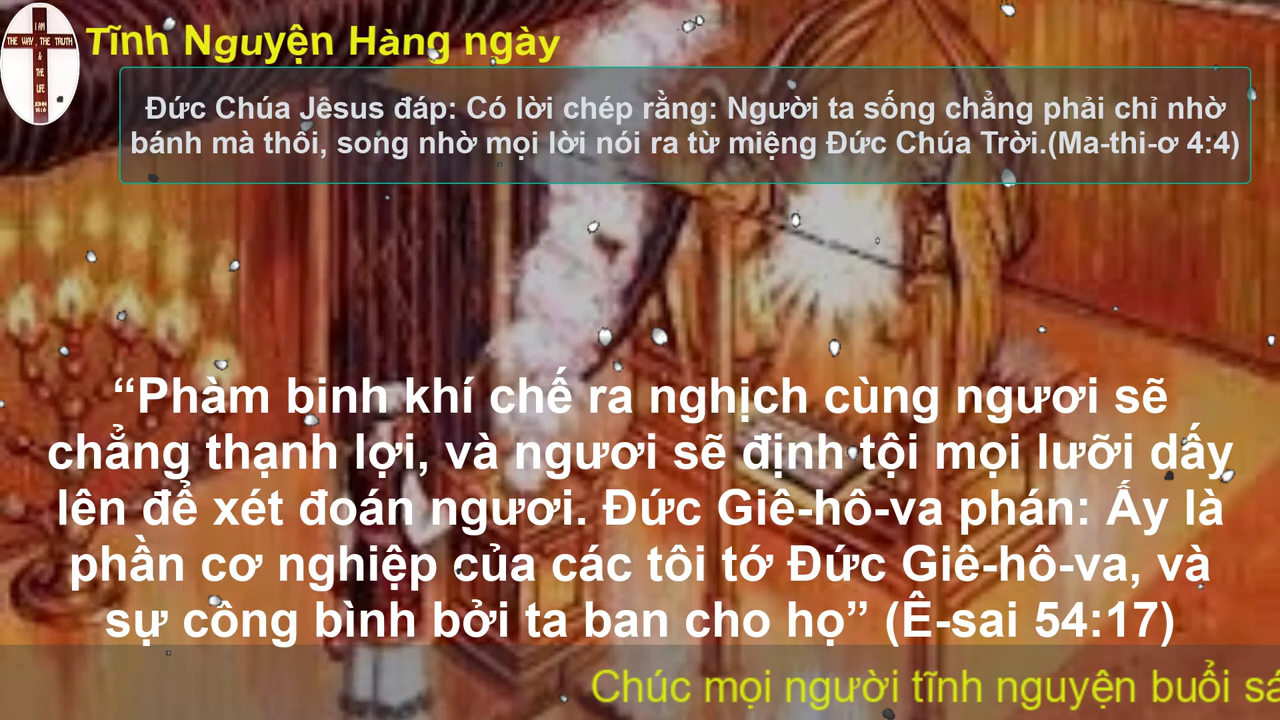 I AM
THE WAY, THE TRUTH
&
THE
LIFE
JOHN
Tĩnh Nguyện Hàng ngày
Đức Chúa Jêsus đáp: Có lời chép rằng: Người ta sống chẳng phải chỉ nhờ
bánh mà thôi, song nhờ mọi lời nói ra từ miệng Đức Chúa Trời.(Ma-thi-ơ 4:4)
“Phàm binh khí chế ra nghịch cùng ngươi sẽ
chẳng thạnh lợi, và ngươi sẽ định tội mọi lưỡi dấy
lên để xét đoán ngươi. Đức Giê-hô-va phán: Ấy là
phần cơ nghiệp của các tôi tớ Đức Giê-hô-va, và
sự công bình bởi ta ban cho họ” (Ê-sai 54:17)
Chúc mọi người tĩnh nguyện buổi sá